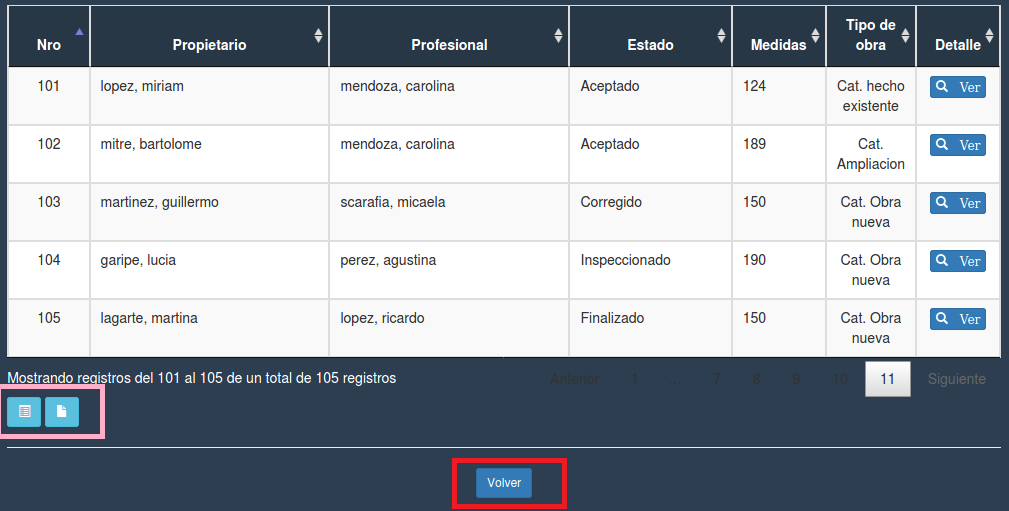 Nro Propietario Profesional Estado Medidas Tipo de obra Detalle
101 lopez, miriam mendoza, carolina Aceptado 124 Cat. hecho existente Ver
102 mitre, bartolome mendoza, carolina Aceptado 189 Cat. Ampliacion Ver
103 martinez, guillermo scarafia, micaela Corregido 150 Cat. Obra nueva Ver
104 garipe, lucia perez, agustina Inspeccionado 190 Cat. Obra nueva Ver
105 lagarte, martina lopez, ricardo Finalizado 150 Cat. Obra nueva Ver
Mostrando registros del 101 al 105 de un total de 105 registros Anterior 1 ... 7 8 9 10 11 Siguiente
Volver